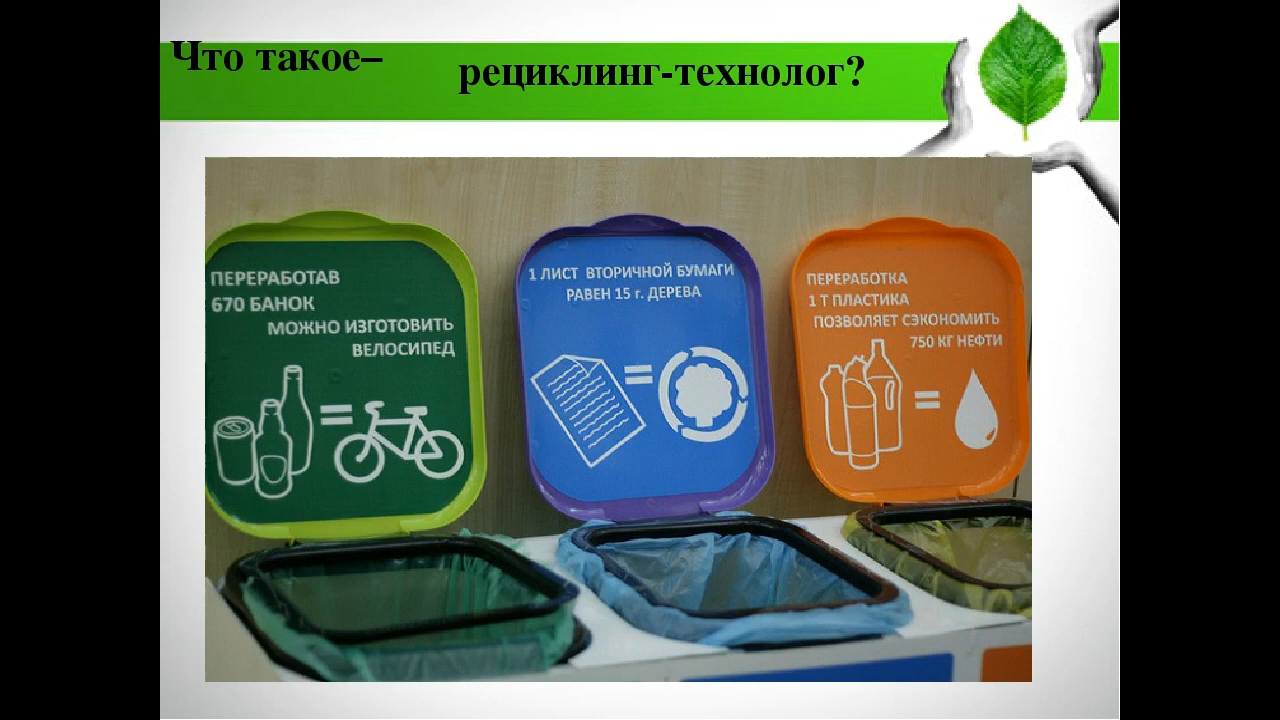 Что такое–
рециклинг-технолог?
ПЕРЕРАБОТАВ
670 БАНОК
МОЖНО ИЗГОТОВИТЬ
ВЕЛОСИПЕД
1 ЛИСТ ВТОРИЧНОЙ БУМАГИ
РАВЕН 15 г. ДЕРЕВА
ПЕРЕРАБОТКА
1 Т ПЛАСТИКА
ПОЗВОЛЯЕТ СЭКОНОМИТЬ
750 КГ НЕФТИ